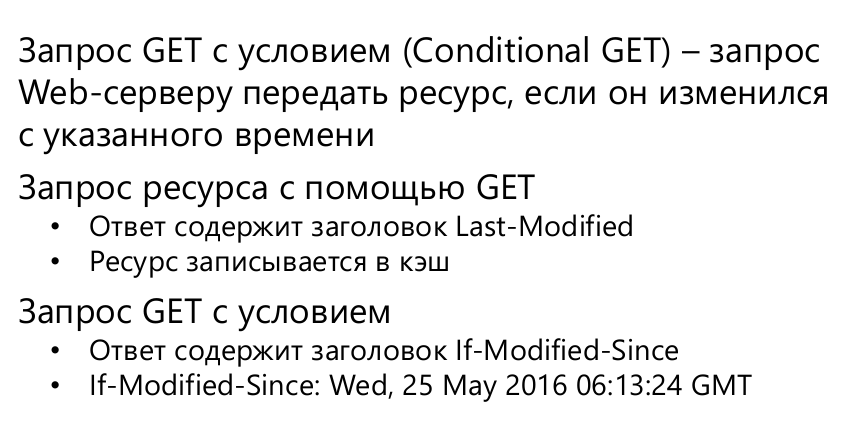 Запрос GET с условием (Conditional GET) – запрос
Web-серверу передать ресурс, если он изменился
с указанного времени
Запрос ресурса с помощью GET
• Ответ содержит заголовок Last-Modified
• Ресурс записывается в кэш
Запрос GET с условием
• Ответ содержит заголовок If-Modified-Since
• If-Modified-Since: Wed, 25 May 2016 06:13:24 GMT